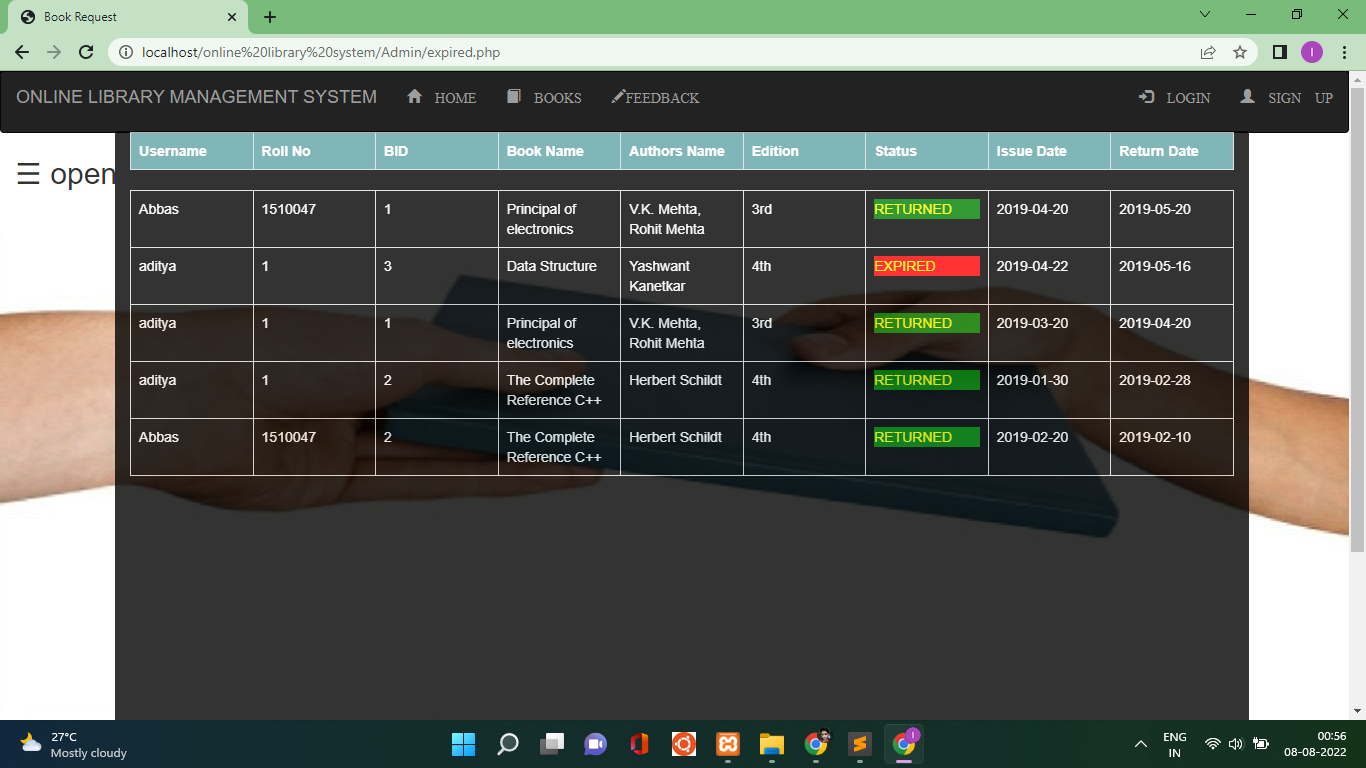 Book Request
localhost/online%20library%20system/Admin/expired.php
ONLINE LIBRARY MANAGEMENT SYSTEM HOME BOOKS FEEDBACK LOGIN SIGN UP
☰ open
Username Roll No BID Book Name Authors Name Edition Status Issue Date Return Date
Abbas 1510047 1 Principal of V.K. Mehta, 3rd RETURNED 2019-04-20 2019-05-20
electronics Rohit Mehta
aditya 1 3 Data Structure Yashwant 4th EXPIRED 2019-04-22 2019-05-16
Kanetkar
aditya 1 1 Principal of V.K. Mehta, 3rd RETURNED 2019-03-20 2019-04-20
electronics Rohit Mehta
aditya 1 2 The Complete Herbert Schildt 4th RETURNED 2019-01-30 2019-02-28
Reference C++
Abbas 1510047 2 The Complete Herbert Schildt 4th RETURNED 2019-02-20 2019-02-10
Reference C++
27°C
Mostly cloudy
ENG
IN
00:56
08-08-2022